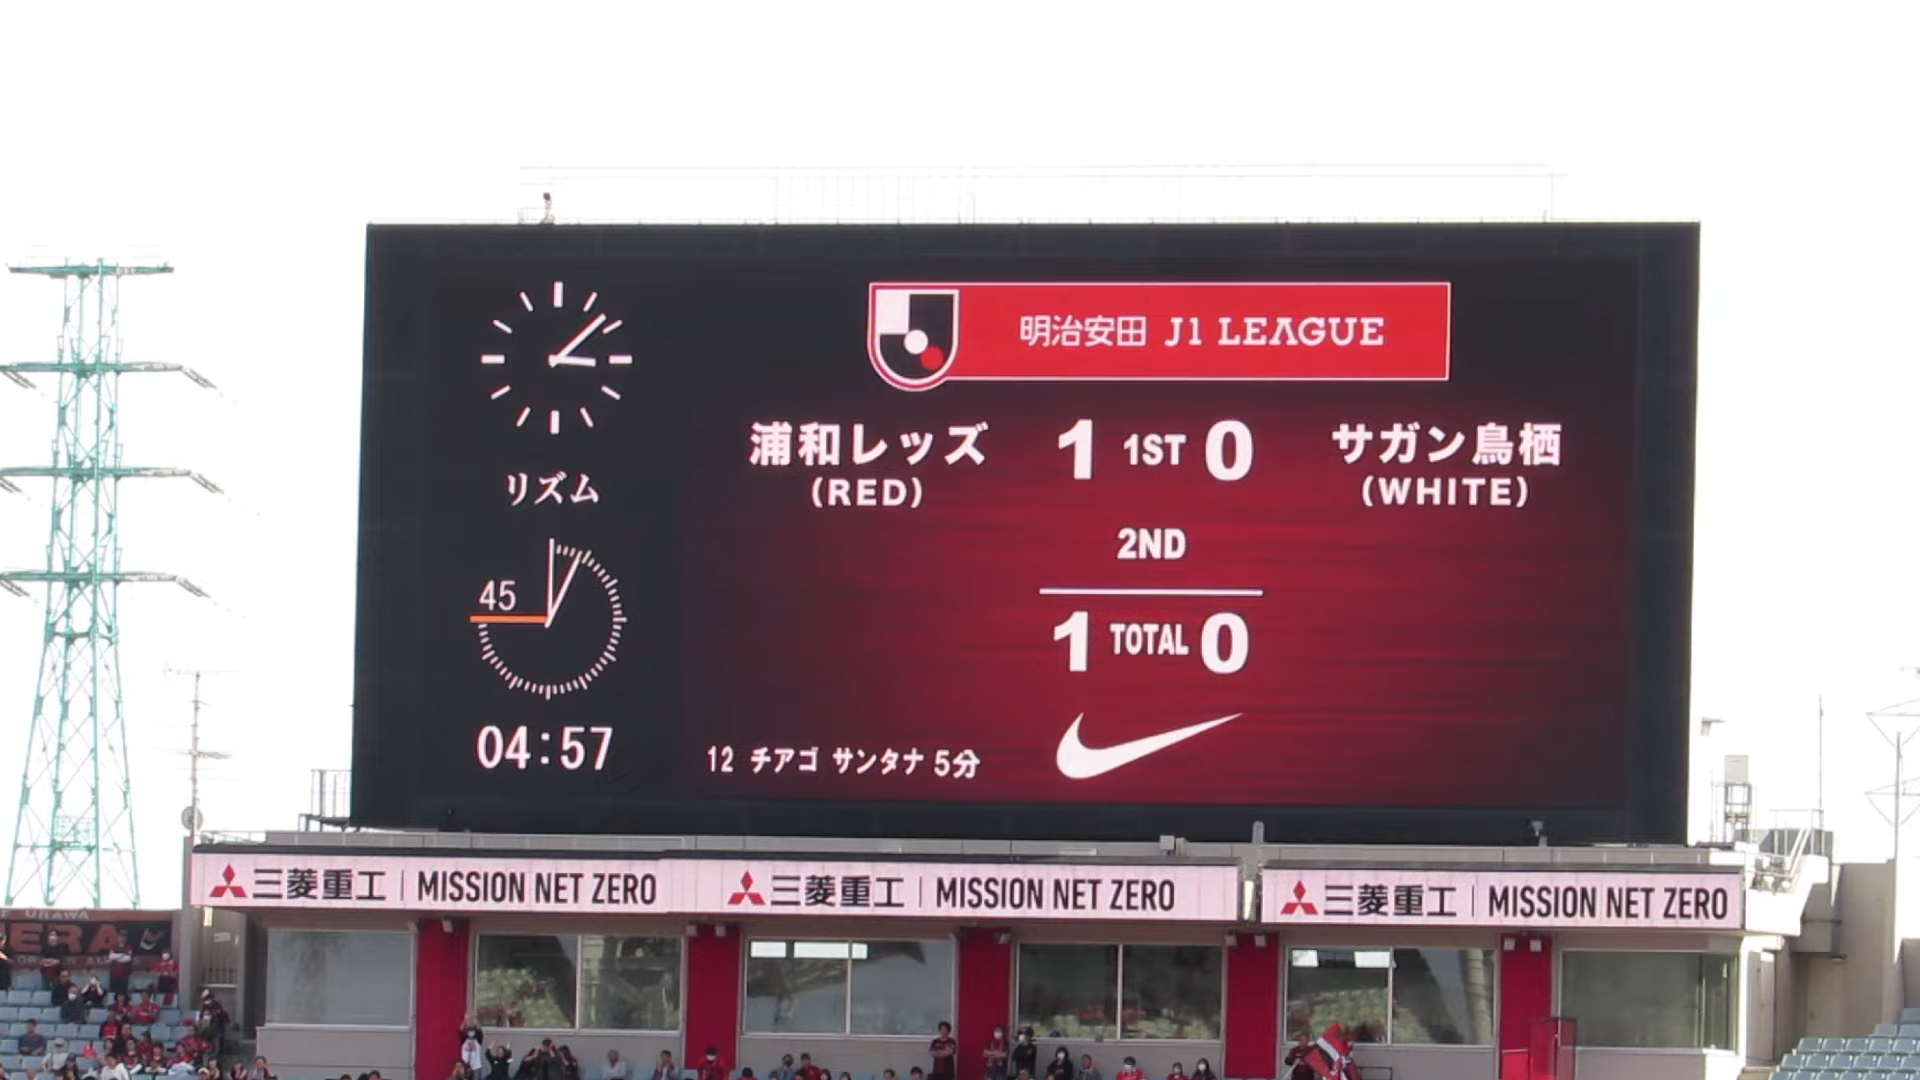 明治安田 J1 LEAGUE
浦和レッズ 1 1ST 0 サガン鳥栖
(RED) (WHITE)
リズム
2ND
45
1 TOTAL 0
04:57
12 チアゴ サンタナ 5分
三菱重工 | MISSION NET ZERO 三菱重工 | MISSION NET ZERO 三菱重工 | MISSION NET ZERO
URAWA